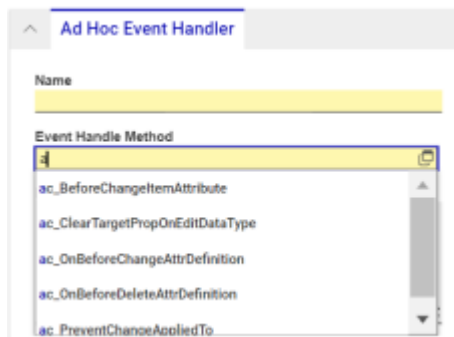 Ad Hoc Event Handler
Name
Event Handle Method
a
ac_BeforeChangeItemAttribute
ac_ClearTargetPropOnEditDataType
ac_OnBeforeChangeAttrDefinition
ac_OnBeforeDeleteAttrDefinition
ac_PreventChangeAppliedTo